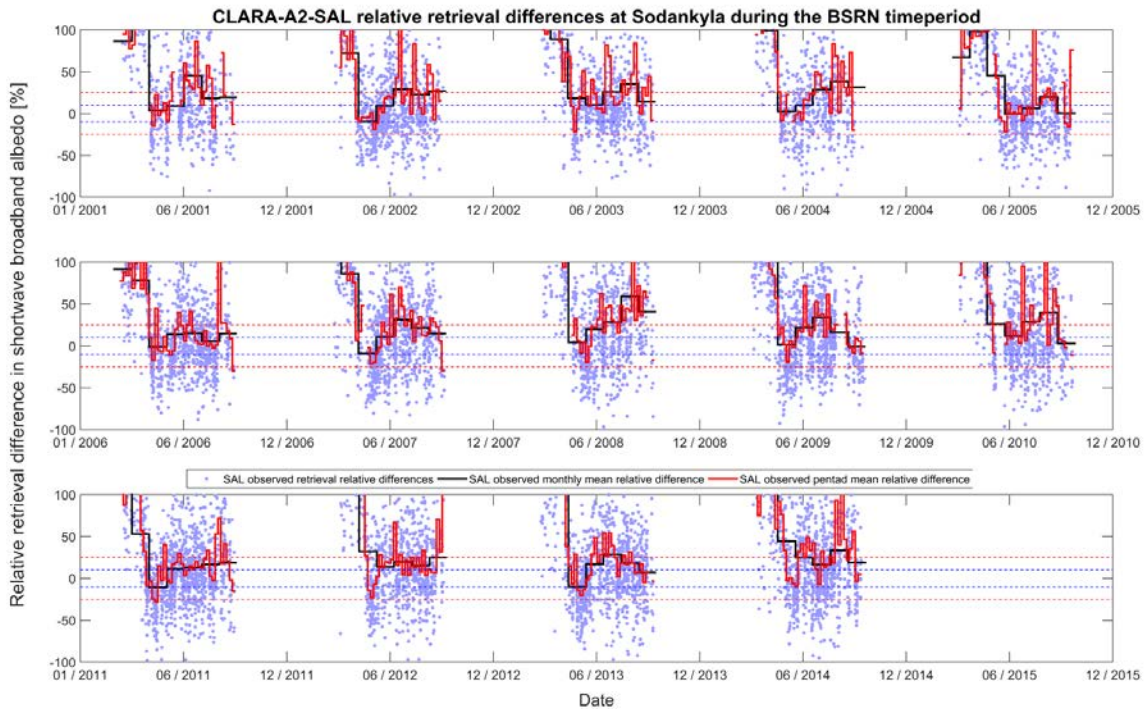 CLARA-A2-SAL relative retrieval differences at Sodankyla during the BSRN timeperiod
Relative retrieval difference in shortwave broadband albedo [%]
100
50
0
-50
-100
01 / 2001 06 / 2001 12 / 2001 06 / 2002 12 / 2002 06 / 2003 12 / 2003 06 / 2004 12 / 2004 06 / 2005 12 / 2005
100
50
0
-50
-100
01 / 2006 06 / 2006 12 / 2006 06 / 2007 12 / 2007 06 / 2008 12 / 2008 06 / 2009 12 / 2009 06 / 2010 12 / 2010
SAL observed retrieval relative differences SAL observed monthly mean relative difference SAL observed pentad mean relative difference
100
50
0
-50
-100
01 / 2011 06 / 2011 12 / 2011 06 / 2012 12 / 2012 06 / 2013 12 / 2013 06 / 2014 12 / 2014 06 / 2015 12 / 2015
Date